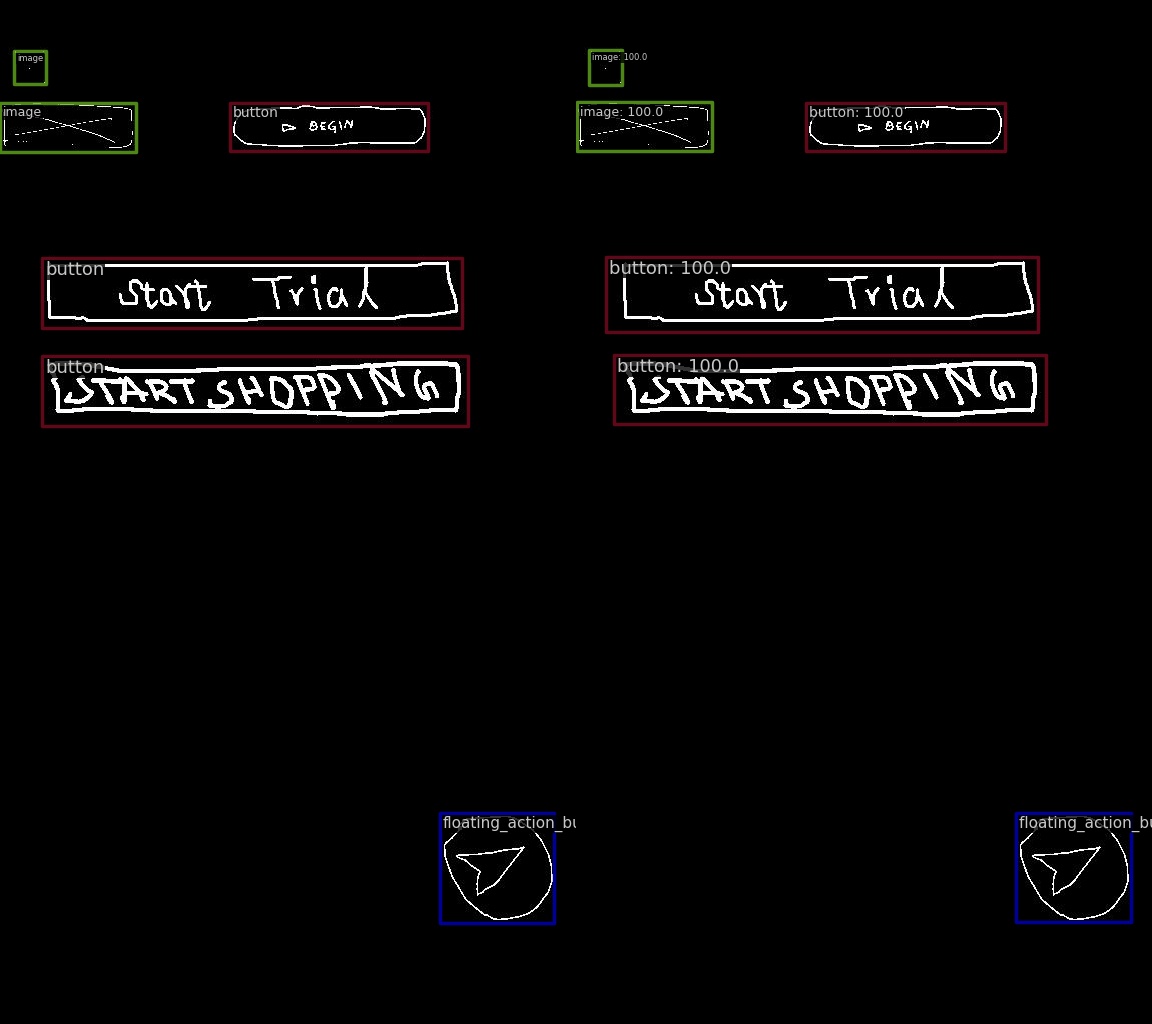 image image: 100.0
image button image: 100.0 button: 100.0
BEGIN BEGIN
button button: 100.0
Start Trial Start Trial
button button: 100.0
START SHOPPING START SHOPPING
floating_action_bu floating_action_bu